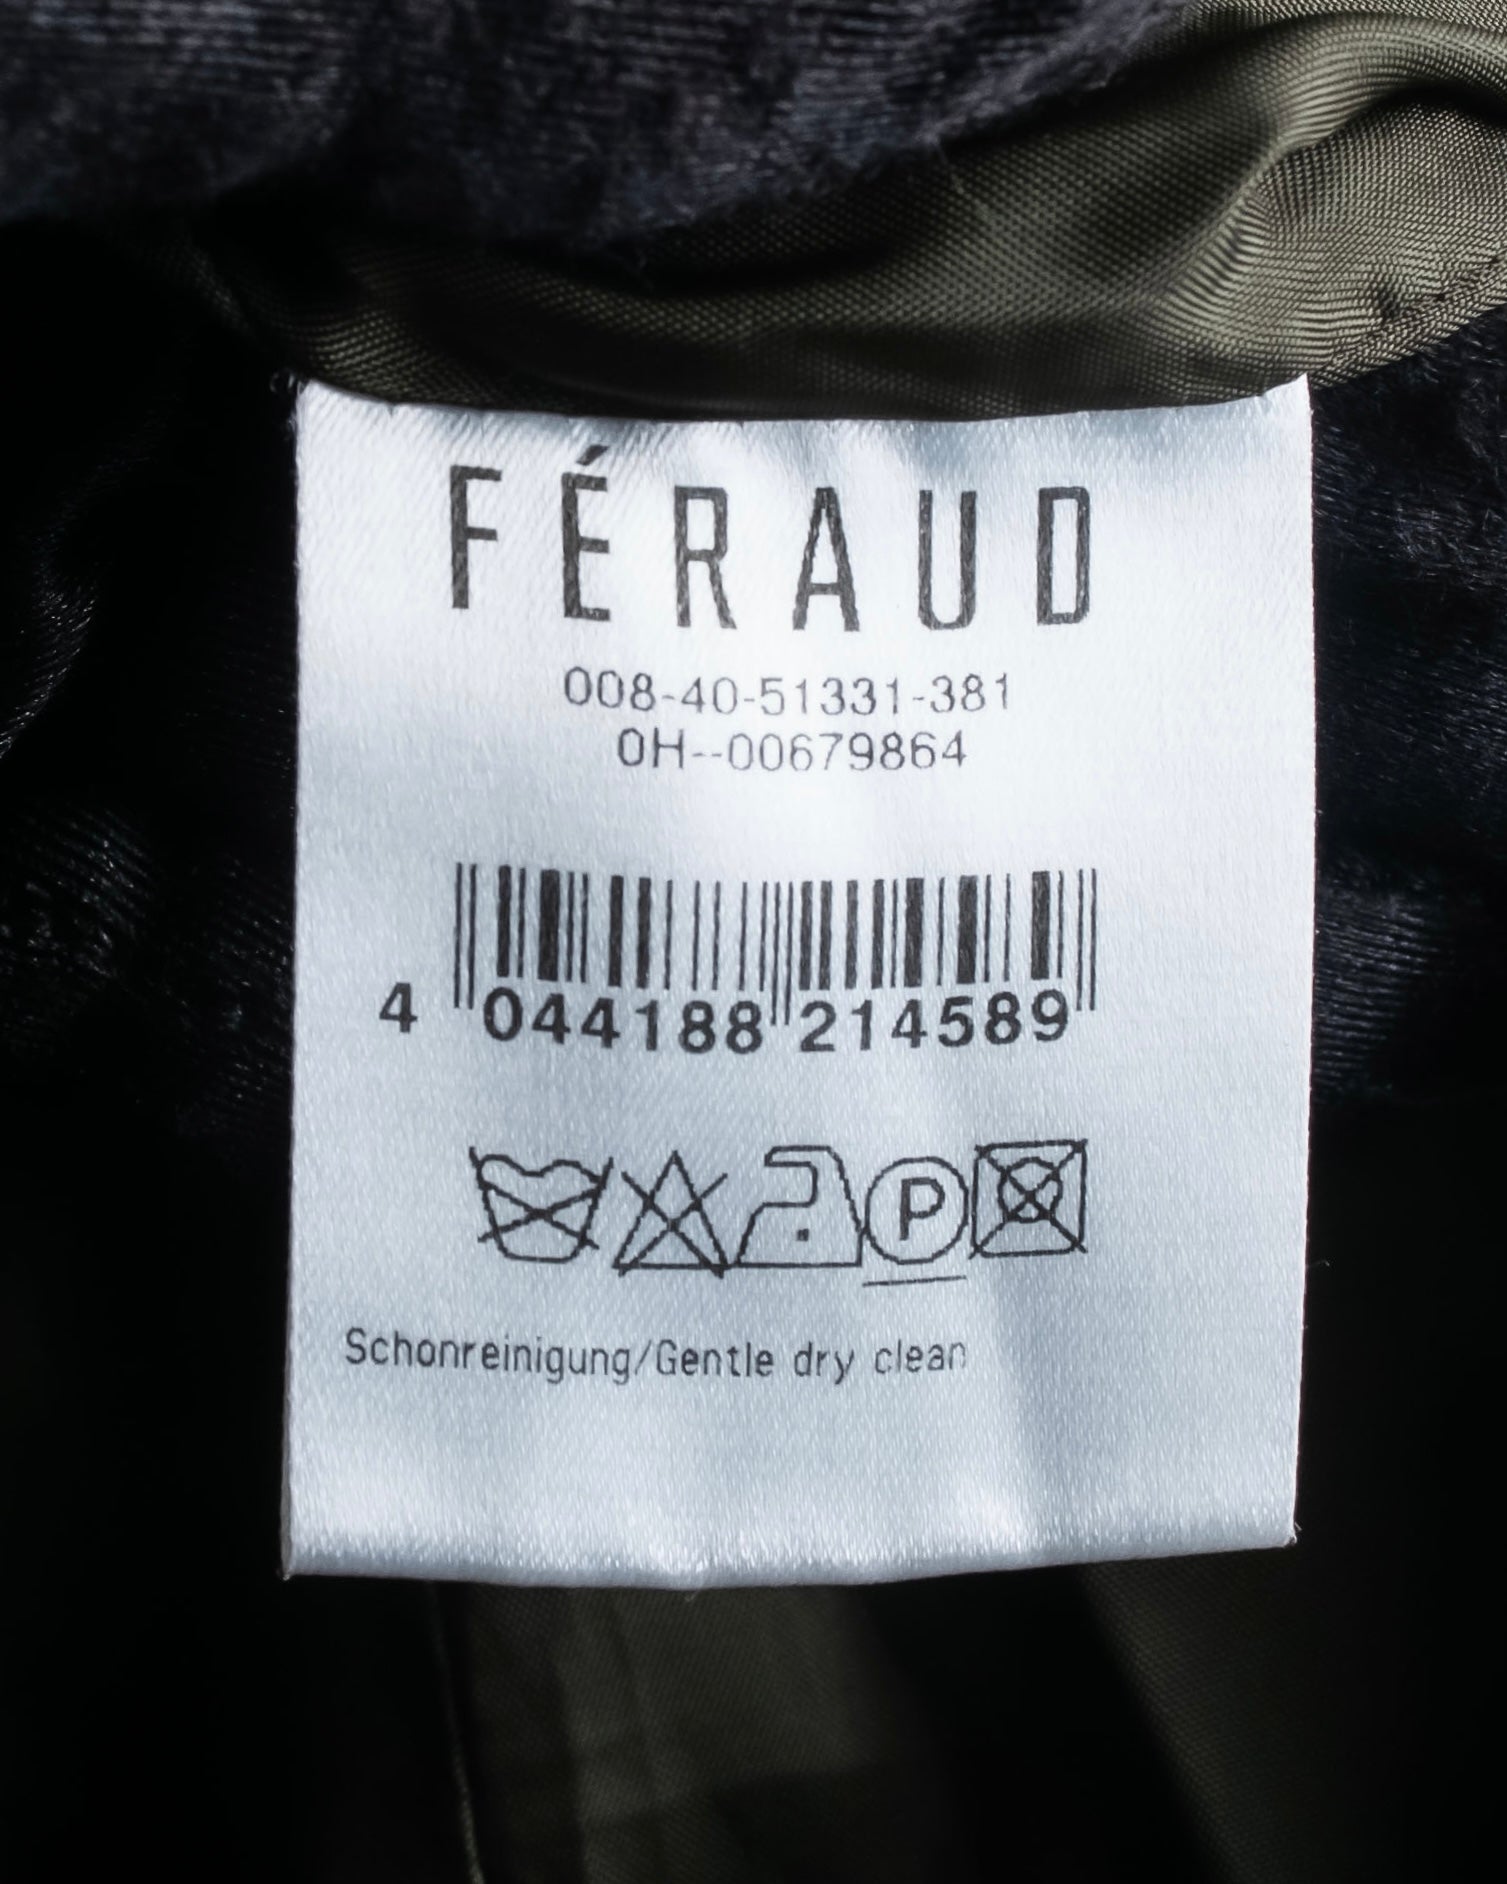 FÉRAUD
008-40-51331-381
0H--00679864
4 044188 214589
P
Schonreinigung/Gentle dry clean